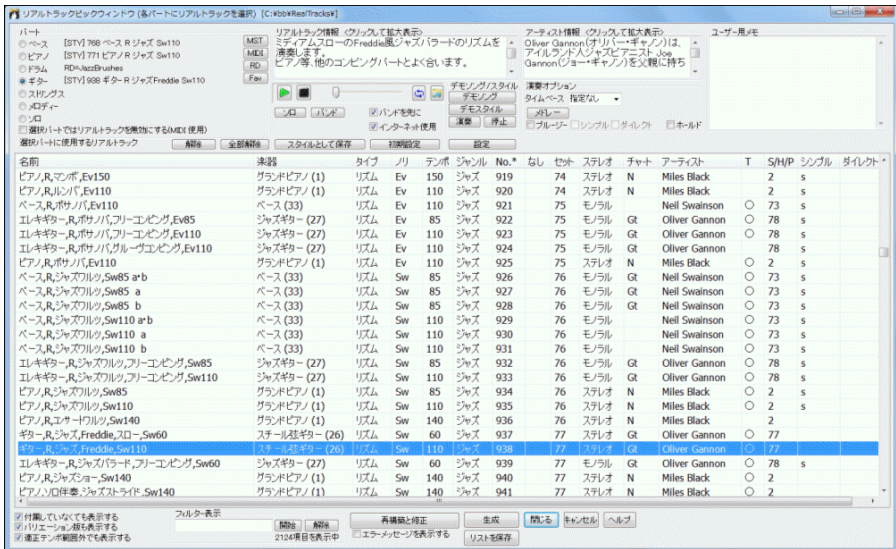 リアルトラックピックウィンドウ (各パートにリアルトラックを選択) [C:¥bb¥RealTracks¥]
パート
ベース [STY] 768 ベース R ジャズ Sw110
ピアノ [STY] 771 ピアノ R ジャズ Sw110
ドラム RD=JazzBrushes
ギター [STY] 938 ギター R ジャズFreddie Sw110
ストリングス
メロディー
ソロ
選択パートではリアルトラックを無効にする(MIDI 使用)
選択パートに使用するリアルトラック 解除 全部解除 スタイルとして保存 初期設定 設定
MST
MIDI
RD
Fav
リアルトラック情報 <クリックして拡大表示>
ミディアムスローのFreddie風ジャズバラードのリズムを
演奏します。
ピアノ等、他のコンピングパートとよく合います。
ソロ バンド バンドを先に
インターネット使用
デモソング/スタイル
デモソング
デモスタイル
演奏 停止
アーティスト情報 <クリックして拡大表示>
Oliver Gannon(オリバー・ギャノン)は、
アイルランド人ジャズピアニスト Joe
Gannon(ジョー・ギャノン)を父親に持ち
演奏オプション
タイムベース 指定なし
メドレー
ブルージー シンプル ダイレクト ホールド
ユーザー用メモ
名前 楽器 タイプ ノリ テンポ ジャンル No.* なし セット ステレオ チャート アーティスト T S/H/P シンプル ダイレクト
ピアノ,R,マンボ,Ev150 グランドピアノ (1) リズム Ev 150 ジャズ 919 74 ステレオ N Miles Black 2 s
ピアノ,R,ルンバ,Ev110 グランドピアノ (1) リズム Ev 110 ジャズ 920 74 ステレオ N Miles Black 2 s
ベース,R,ボサノバ,Ev110 ベース (33) リズム Ev 110 ジャズ 921 75 モノラル Neil Swainson ○ 73 s
エレキギター,R,ボサノバ,フリーコンピング,Ev85 ジャズギター (27) リズム Ev 85 ジャズ 922 75 モノラル Gt Oliver Gannon ○ 78 s
エレキギター,R,ボサノバ,フリーコンピング,Ev110 ジャズギター (27) リズム Ev 110 ジャズ 923 75 モノラル Gt Oliver Gannon ○ 78 s
エレキギター,R,ボサノバ,グルーヴコンピング,Ev110 ジャズギター (27) リズム Ev 110 ジャズ 924 75 モノラル Gt Oliver Gannon 78 s
ピアノ,R,ボサノバ,Ev110 グランドピアノ (1) リズム Ev 110 ジャズ 925 75 ステレオ N Miles Black ○ 2 s
ベース,R,ジャズワルツ,Sw85 a・b ベース (33) リズム Sw 85 ジャズ 926 76 モノラル Gt Neil Swainson ○ 73 s
ベース,R,ジャズワルツ,Sw85 a ベース (33) リズム Sw 85 ジャズ 927 76 モノラル Gt Neil Swainson ○ 73 s
ベース,R,ジャズワルツ,Sw85 b ベース (33) リズム Sw 85 ジャズ 928 76 モノラル Gt Neil Swainson ○ 73 s
ベース,R,ジャズワルツ,Sw110 a・b ベース (33) リズム Sw 110 ジャズ 929 76 モノラル Neil Swainson ○ 73 s
ベース,R,ジャズワルツ,Sw110 a ベース (33) リズム Sw 110 ジャズ 930 76 モノラル Neil Swainson ○ 73 s
ベース,R,ジャズワルツ,Sw110 b ベース (33) リズム Sw 110 ジャズ 931 76 モノラル Neil Swainson ○ 73 s
エレキギター,R,ジャズワルツ,フリーコンピング,Sw85 ジャズギター (27) リズム Sw 85 ジャズ 932 76 モノラル Gt Oliver Gannon ○ 78 s
エレキギター,R,ジャズワルツ,フリーコンピング,Sw110 ジャズギター (27) リズム Sw 110 ジャズ 933 76 モノラル Gt Oliver Gannon ○ 78 s
ピアノ,R,ジャズワルツ,Sw85 グランドピアノ (1) リズム Sw 85 ジャズ 934 76 ステレオ N Miles Black ○ 2 s
ピアノ,R,ジャズワルツ,Sw110 グランドピアノ (1) リズム Sw 110 ジャズ 935 76 ステレオ N Miles Black ○ 2 s
ピアノ,R,エサートワルツ,Sw140 グランドピアノ (1) リズム Sw 140 ジャズ 936 76 ステレオ N Miles Black 2
ギター,R,ジャズ,Freddie,スロー,Sw60 スチール弦ギター (26) リズム Sw 60 ジャズ 937 77 ステレオ Gt Oliver Gannon ○ 77
ギター,R,ジャズ,Freddie,Sw110 スチール弦ギター (26) リズム Sw 110 ジャズ 938 77 ステレオ Gt Oliver Gannon ○ 77
エレキギター,R,ジャズバラード,フリーコンピング,Sw60 ジャズギター (27) リズム Sw 60 ジャズ 939 77 モノラル Gt Oliver Gannon ○ 78 s
ピアノ,R,ジャズショー,Sw140 グランドピアノ (1) リズム Sw 140 ジャズ 940 77 ステレオ N Miles Black ○ 2
ピアノ,ソロ伴奏,ジャズストライド,Sw140 グランドピアノ (1) リズム Sw 140 ジャズ 941 77 ステレオ N Miles Black ○ 2
付属していなくても表示する
バリエーション版も表示する
適正テンポ範囲外でも表示する
フィルター表示
開始 解除
2124項目を表示中
再構築と修正 生成 閉じる キャンセル ヘルプ
エラーメッセージを表示する リストを保存